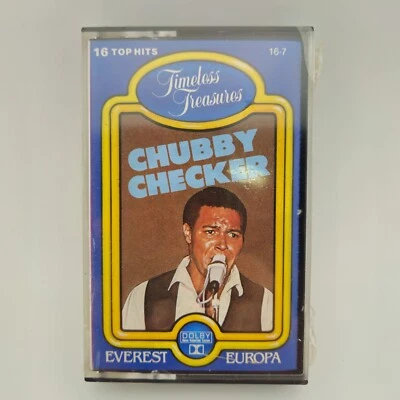 16 TOP HITS 16-7
Timeless
Treasures
CHUBBY
CHECKER
DOLBY
EVEREST EUROPA